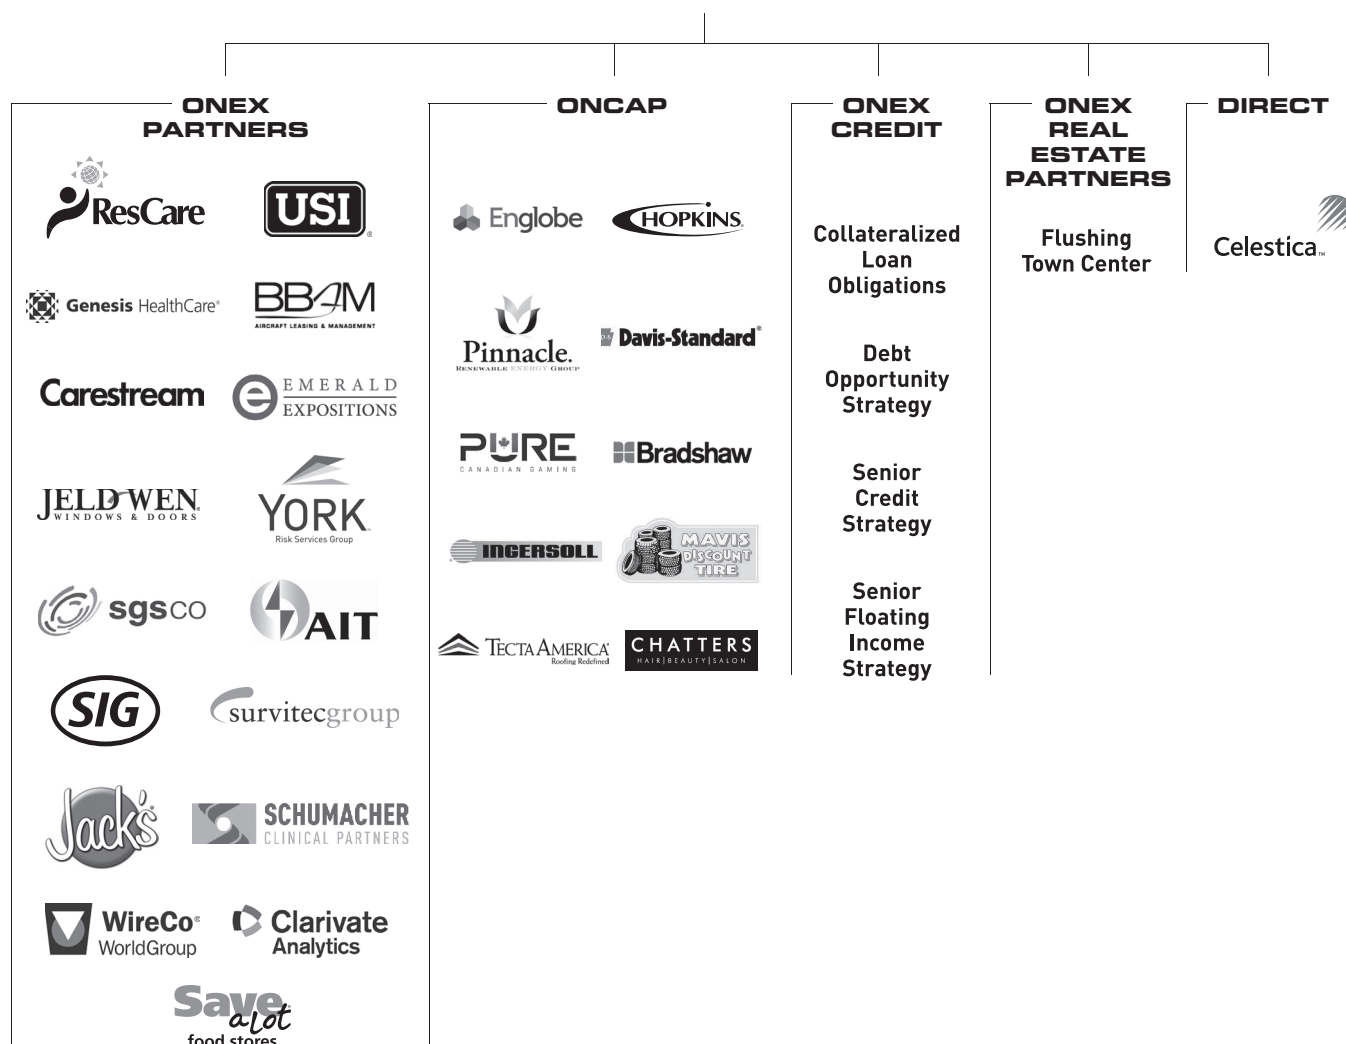 ONEX
PARTNERS
ResCare
USI
Genesis HealthCare®
BBAM
AIRCRAFT LEASING & MANAGEMENT
Carestream
e EMERALD
EXPOSITIONS
JELD-WEN®
WINDOWS & DOORS
YORK
Risk Services Group
sgsco
AIT
SIG
survitecgroup
Jack's
SCHUMACHER
CLINICAL PARTNERS
WireCo®
WorldGroup
Clarivate
Analytics
Save
a Lot
food stores
ONCAP
Englobe
HOPKINS
Pinnacle.
RENEWABLE ENERGY GROUP
D-S Davis-Standard®
PURE
CANADIAN GAMING
Bradshaw
INGERSOLL
MAVIS
DISCOUNT
TIRE
TECTA AMERICA®
Roofing Redefined
CHATTERS
HAIR|BEAUTY|SALON
ONEX
CREDIT
Collateralized
Loan
Obligations
Debt
Opportunity
Strategy
Senior
Credit
Strategy
Senior
Floating
Income
Strategy
ONEX
REAL
ESTATE
PARTNERS
Flushing
Town Center
DIRECT
Celestica™